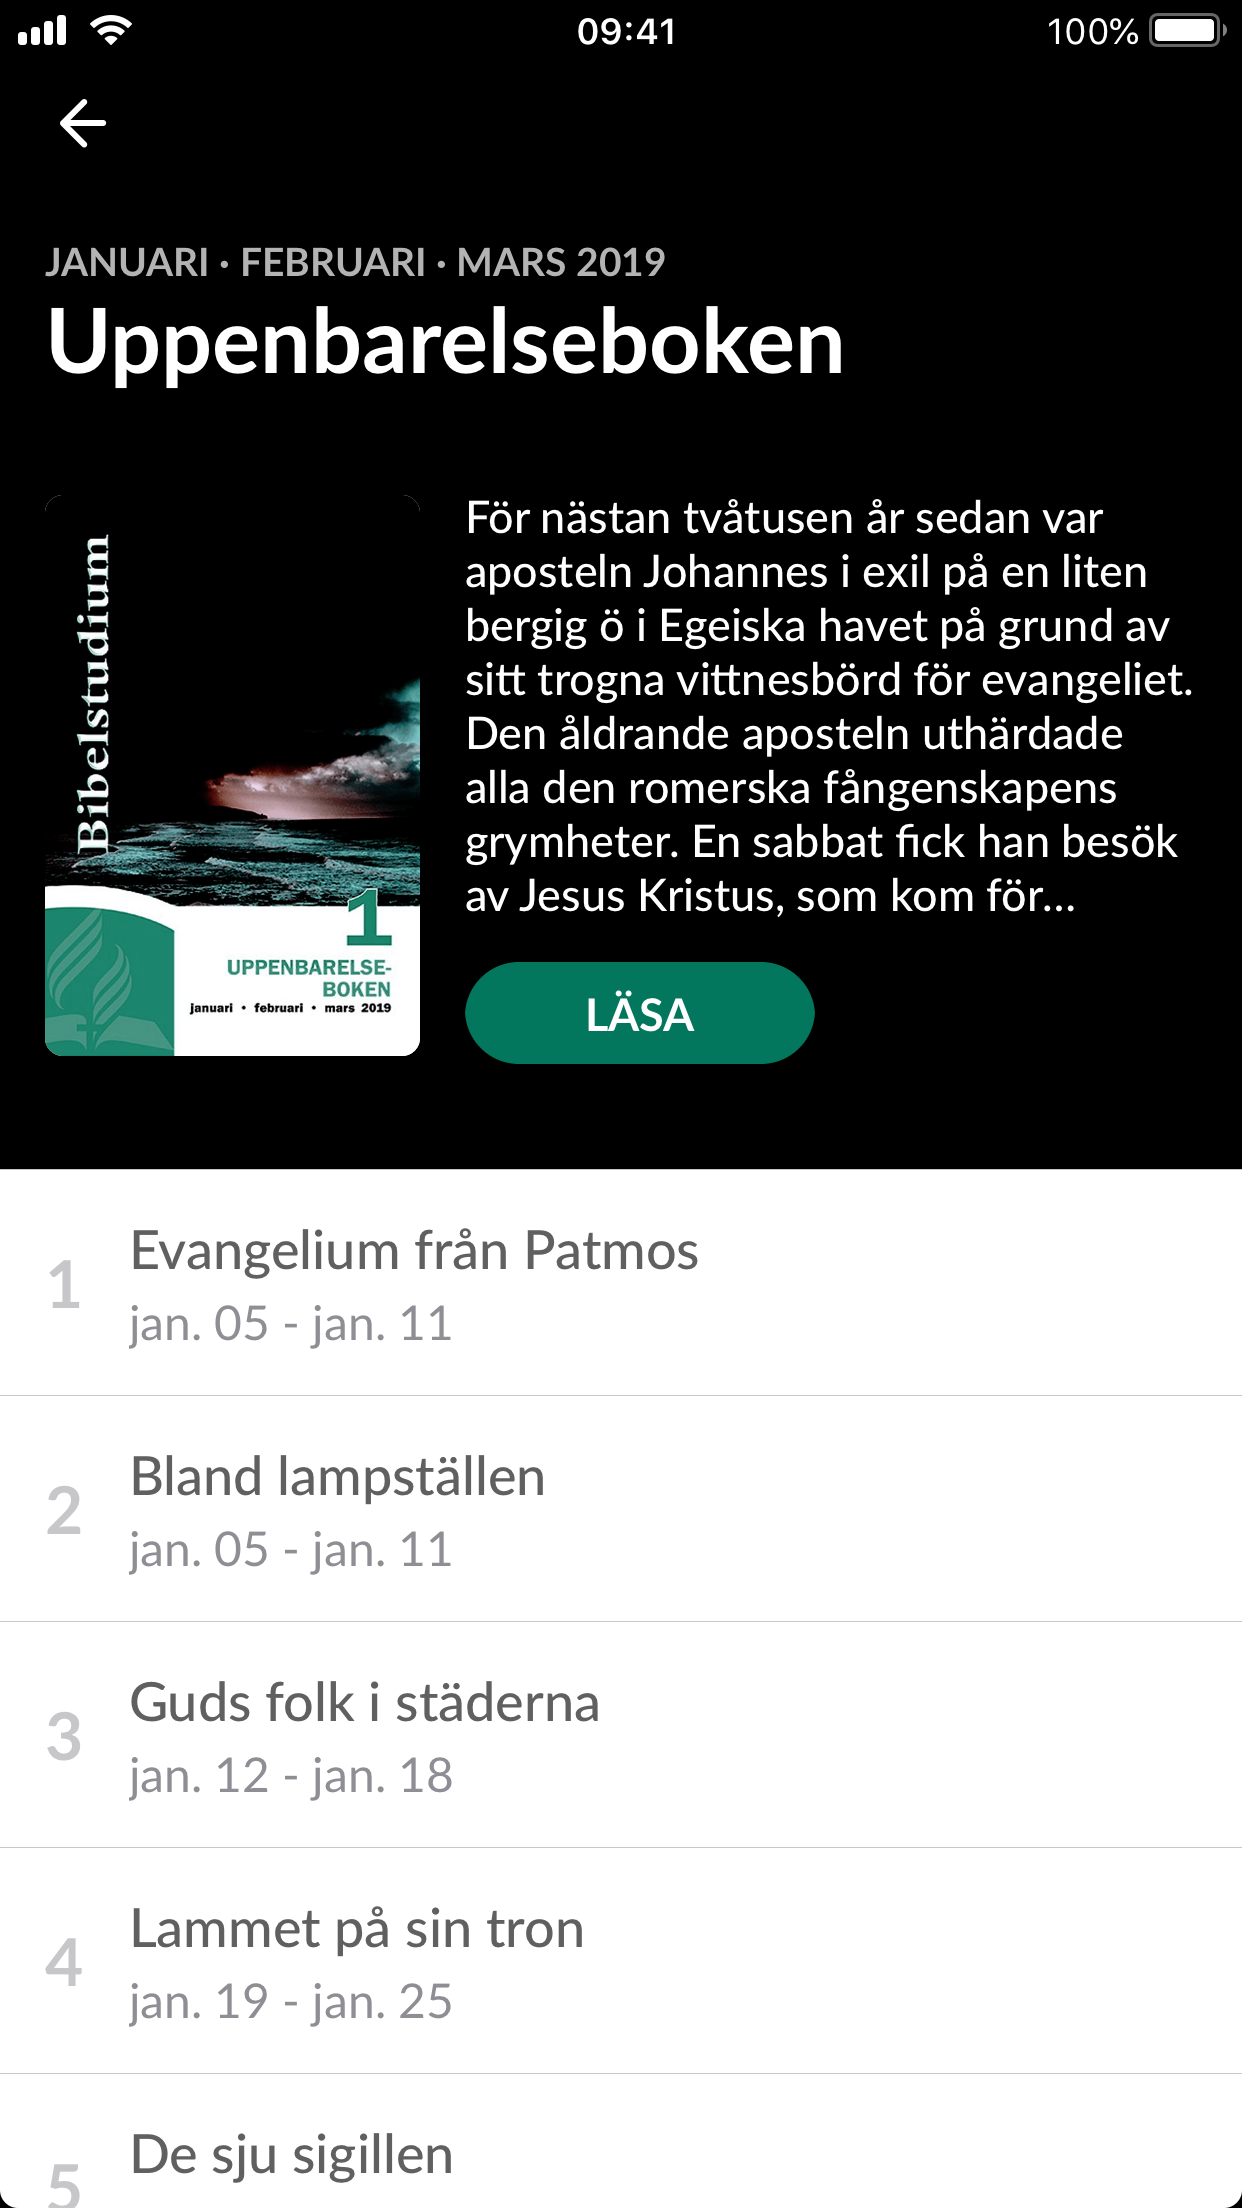 09:41
100%
JANUARI · FEBRUARI · MARS 2019
Uppenbarelseboken
Bibelstudium
1
UPPENBARELSE-
BOKEN
januari • februari • mars 2019
För nästan tvåtusen år sedan var
aposteln Johannes i exil på en liten
bergig ö i Egeiska havet på grund av
sitt trogna vittnesbörd för evangeliet.
Den åldrande aposteln uthärdade
alla den romerska fångenskapens
grymheter. En sabbat fick han besök
av Jesus Kristus, som kom för...
LÄSA
1
Evangelium från Patmos
jan. 05 - jan. 11
2
Bland lampställen
jan. 05 - jan. 11
3
Guds folk i städerna
jan. 12 - jan. 18
4
Lammet på sin tron
jan. 19 - jan. 25
5
De sju sigillen